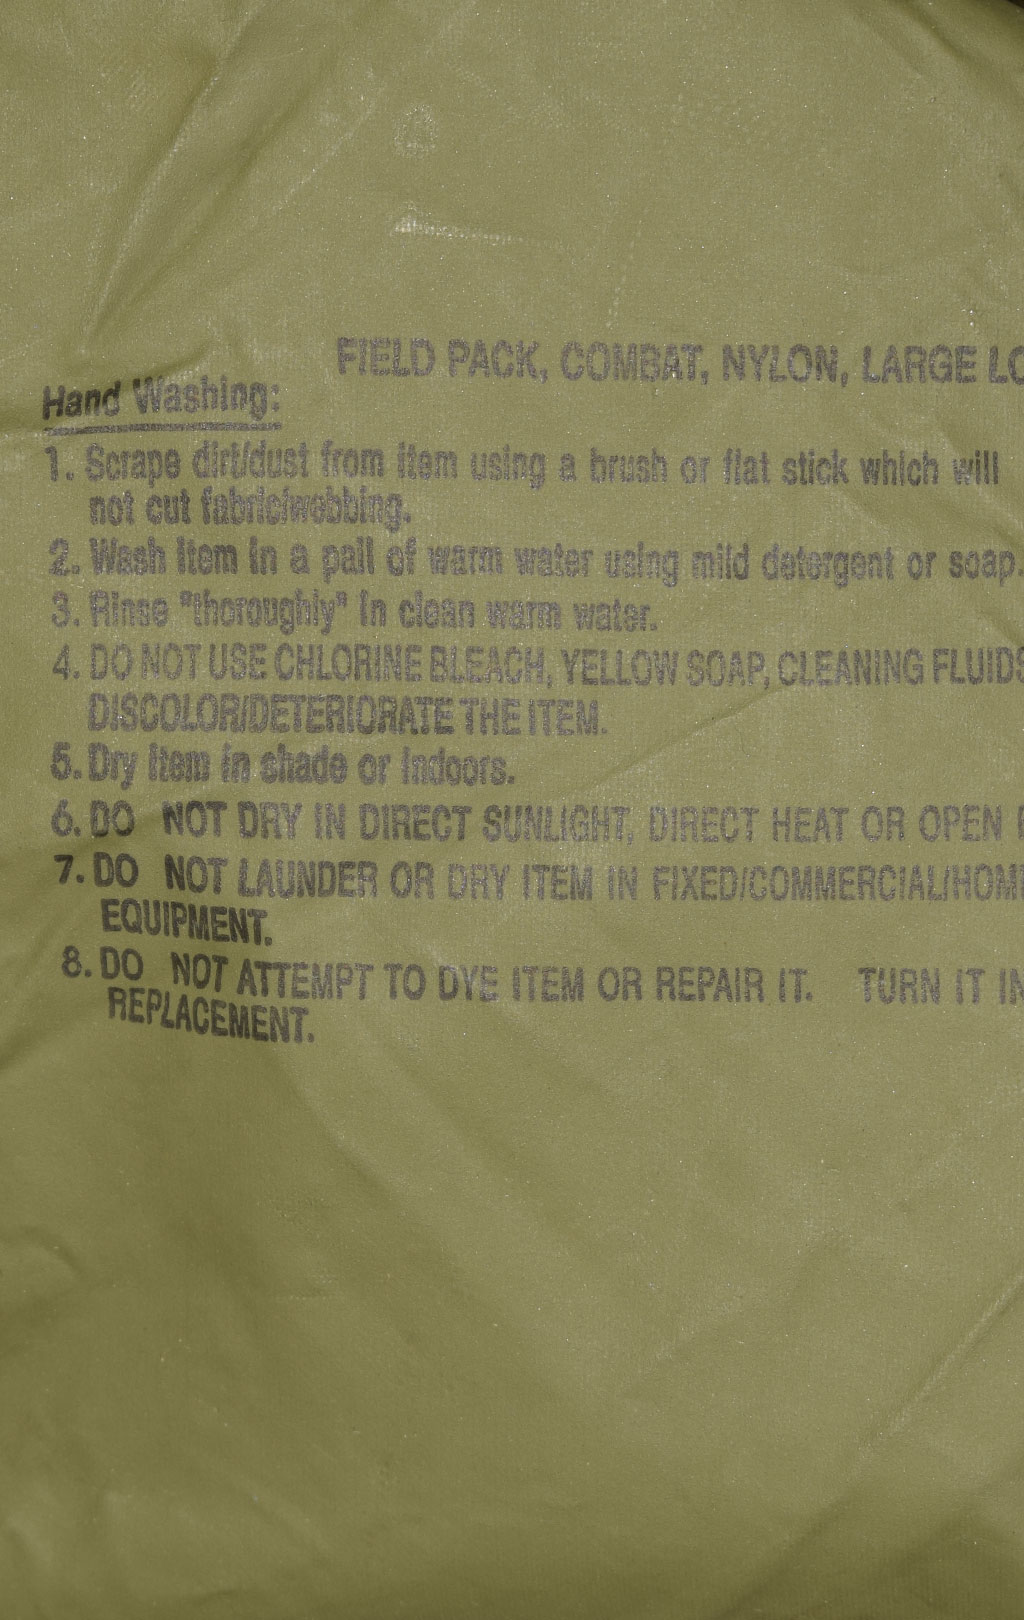 FIELD PACK, COMBAT, NYLON, LARGE LO
Hand Washing:
1. Scrape dirt/dust from item using a brush or flat stick which will
not cut fabric/webbing.
2. Wash item in a pail of warm water using mild detergent or soap.
3. Rinse "thoroughly" in clean warm water.
4. DO NOT USE CHLORINE BLEACH, YELLOW SOAP, CLEANING FLUIDS
DISCOLOR/DETERIORATE THE ITEM.
5. Dry item in shade or indoors.
6. DO NOT DRY IN DIRECT SUNLIGHT, DIRECT HEAT OR OPEN
7. DO NOT LAUNDER OR DRY ITEM IN FIXED/COMMERCIAL/HOME
EQUIPMENT.
8. DO NOT ATTEMPT TO DYE ITEM OR REPAIR IT. TURN IT IN
REPLACEMENT.